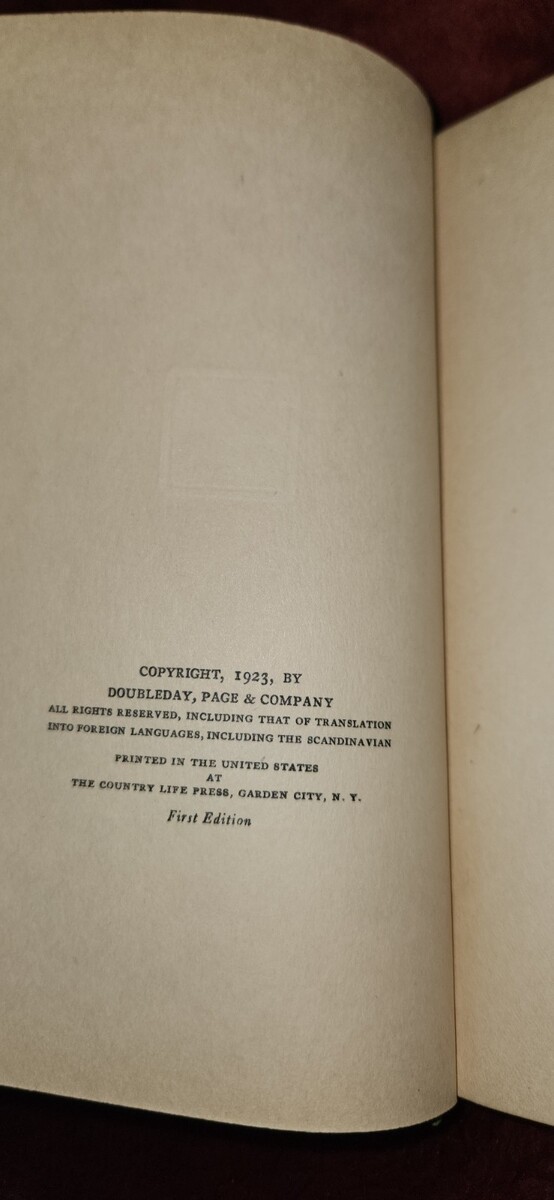 COPYRIGHT, 1923, BY
DOUBLEDAY, PAGE & COMPANY
ALL RIGHTS RESERVED, INCLUDING THAT OF TRANSLATION
INTO FOREIGN LANGUAGES, INCLUDING THE SCANDINAVIAN
PRINTED IN THE UNITED STATES
AT
THE COUNTRY LIFE PRESS, GARDEN CITY, N. Y.
First Edition